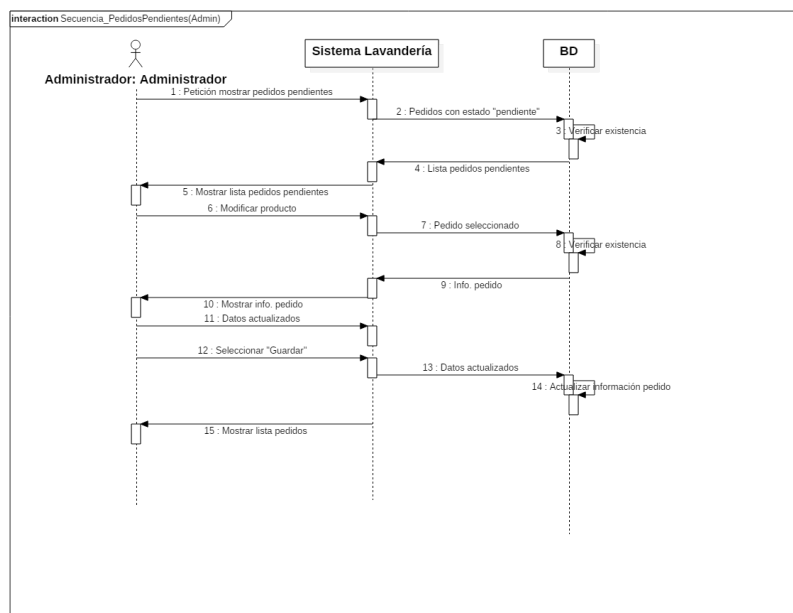 interaction Secuencia_PedidosPendientes(Admin)
Sistema Lavandería
BD
Administrador: Administrador
1 : Petición mostrar pedidos pendientes
2 : Pedidos con estado "pendiente"
3 : Verificar existencia
4 : Lista pedidos pendientes
5 : Mostrar lista pedidos pendientes
6 : Modificar producto
7 : Pedido seleccionado
8 : Verificar existencia
9 : Info. pedido
10 : Mostrar info. pedido
11 : Datos actualizados
12 : Seleccionar "Guardar"
13 : Datos actualizados
14 : Actualizar información pedido
15 : Mostrar lista pedidos